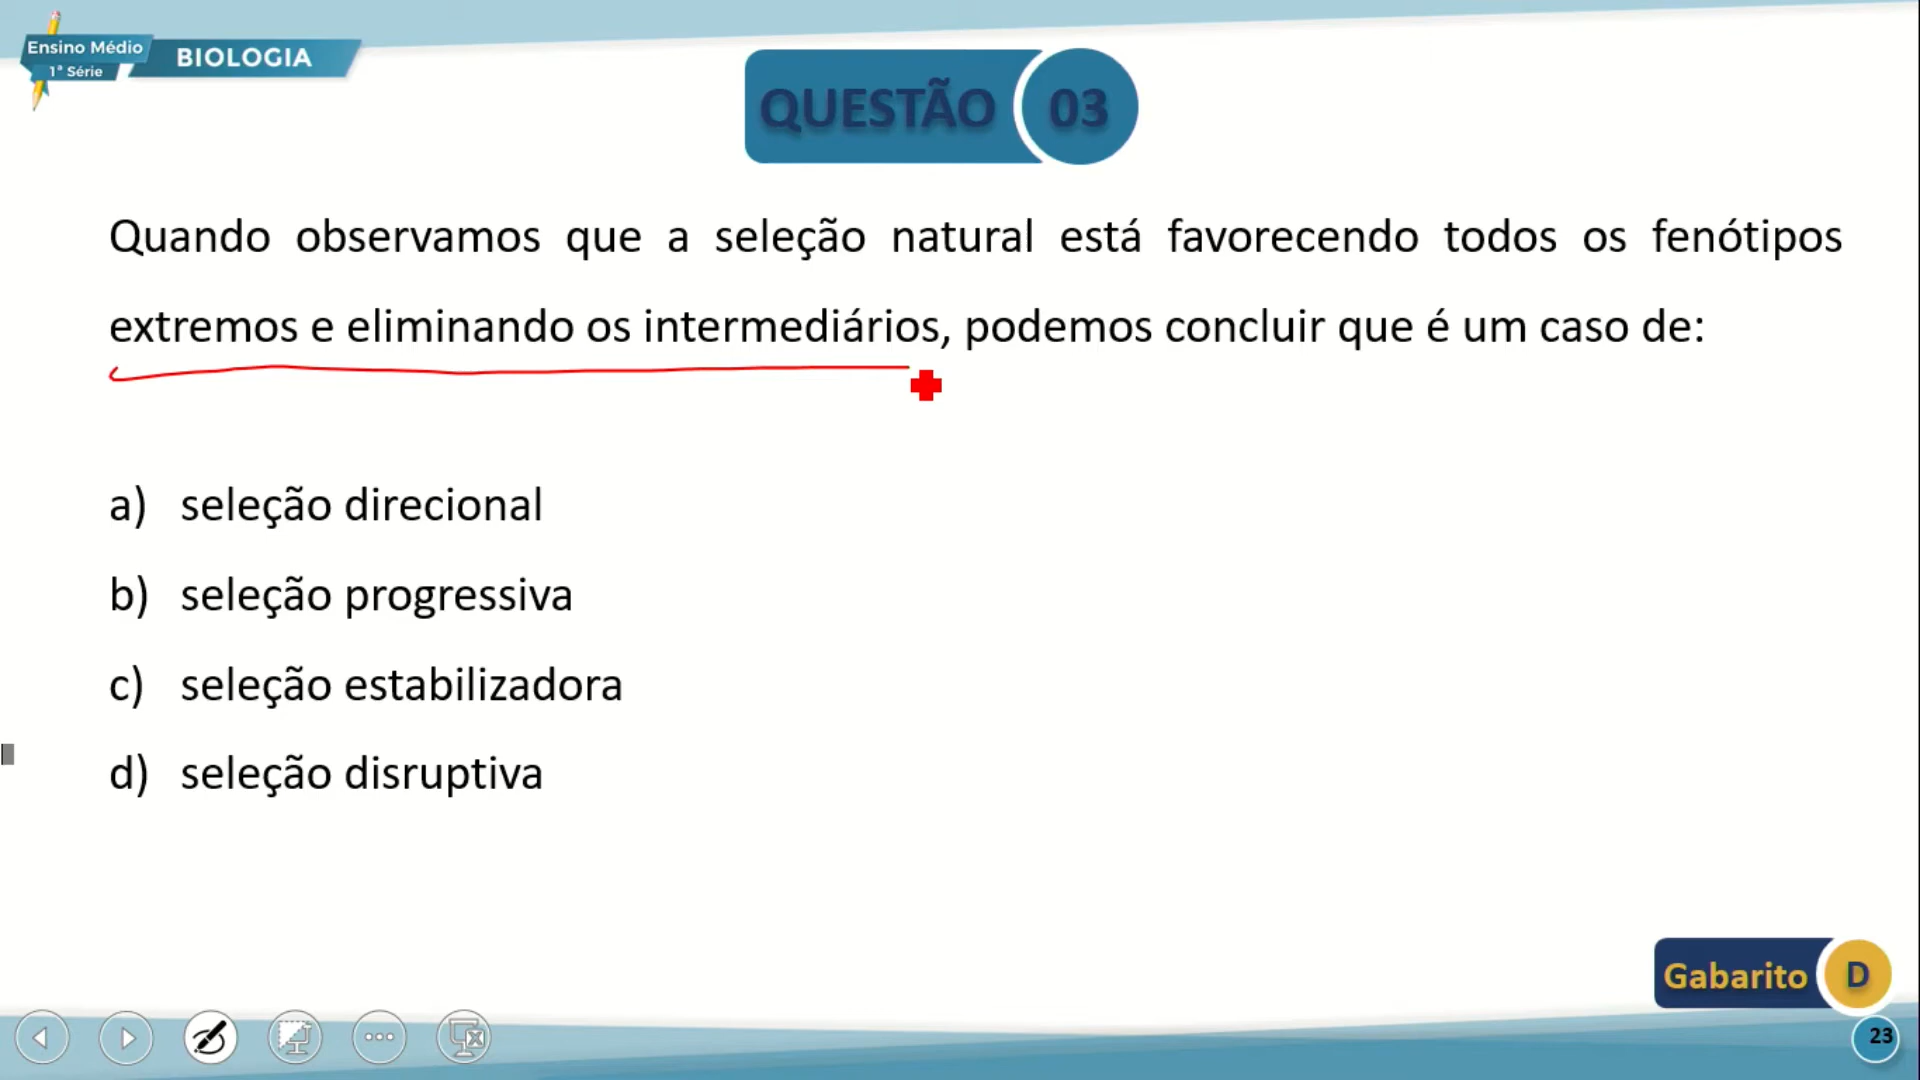 Ensino Médio
1ª Série
BIOLOGIA
QUESTÃO 03
Quando observamos que a seleção natural está favorecendo todos os fenótipos
extremos e eliminando os intermediários, podemos concluir que é um caso de:
a) seleção direcional
b) seleção progressiva
c) seleção estabilizadora
d) seleção disruptiva
Gabarito D
23